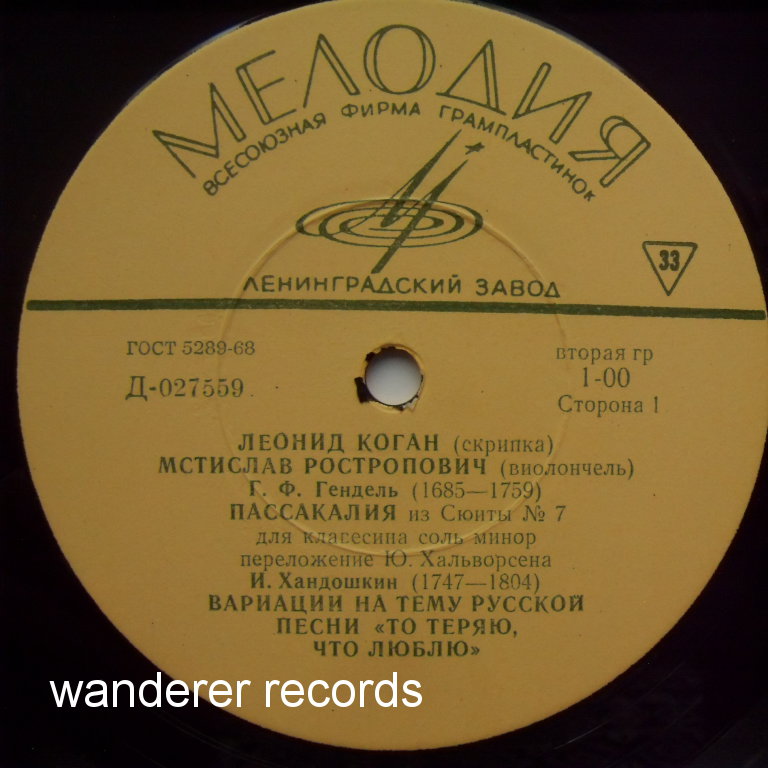 МЕЛОДИЯ
ВСЕСОЮЗНАЯ ФИРМА ГРАМПЛАСТИНОК
33
ЛЕНИНГРАДСКИЙ ЗАВОД
ГОСТ 5289-68
вторая гр
Д-027559
1-00
Сторона 1
ЛЕОНИД КОГАН (скрипка)
МСТИСЛАВ РОСТРОПОВИЧ (виолончель)
Г. Ф. Гендель (1685—1759)
ПАССАКАЛИЯ из Сюиты № 7
для клавесина соль минор
переложение Ю. Хальворсена
И. Хандошкин (1747—1804)
ВАРИАЦИИ НА ТЕМУ РУССКОЙ
ПЕСНИ «ТО ТЕРЯЮ,
ЧТО ЛЮБЛЮ»
wanderer records